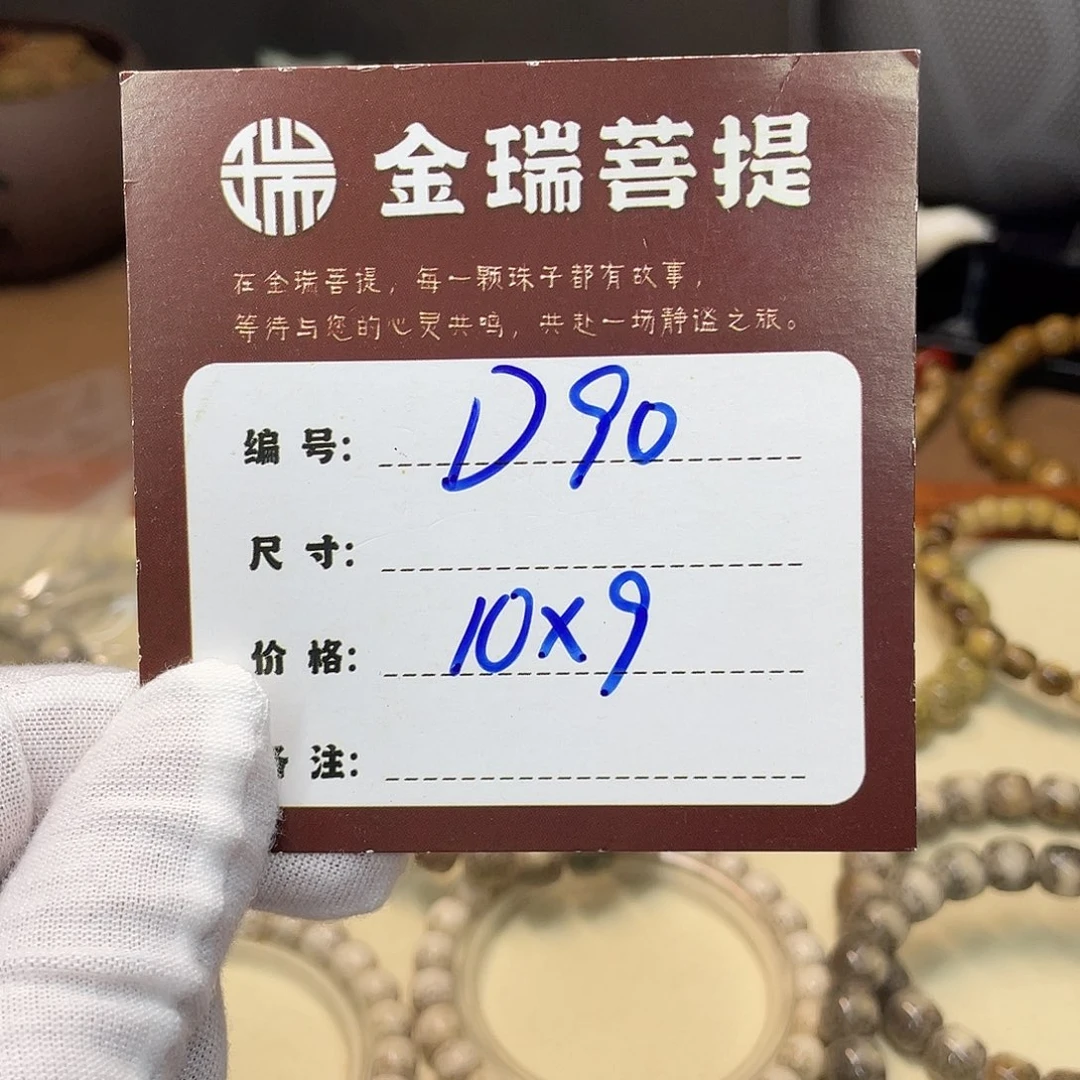 瑞 金瑞菩提
在金瑞菩提，每一颗珠子都有故事，
等待与您的心灵共鸣，共赴一场静谧之旅。
编 号： D90
尺 寸：
价 格： 10x9
备 注：